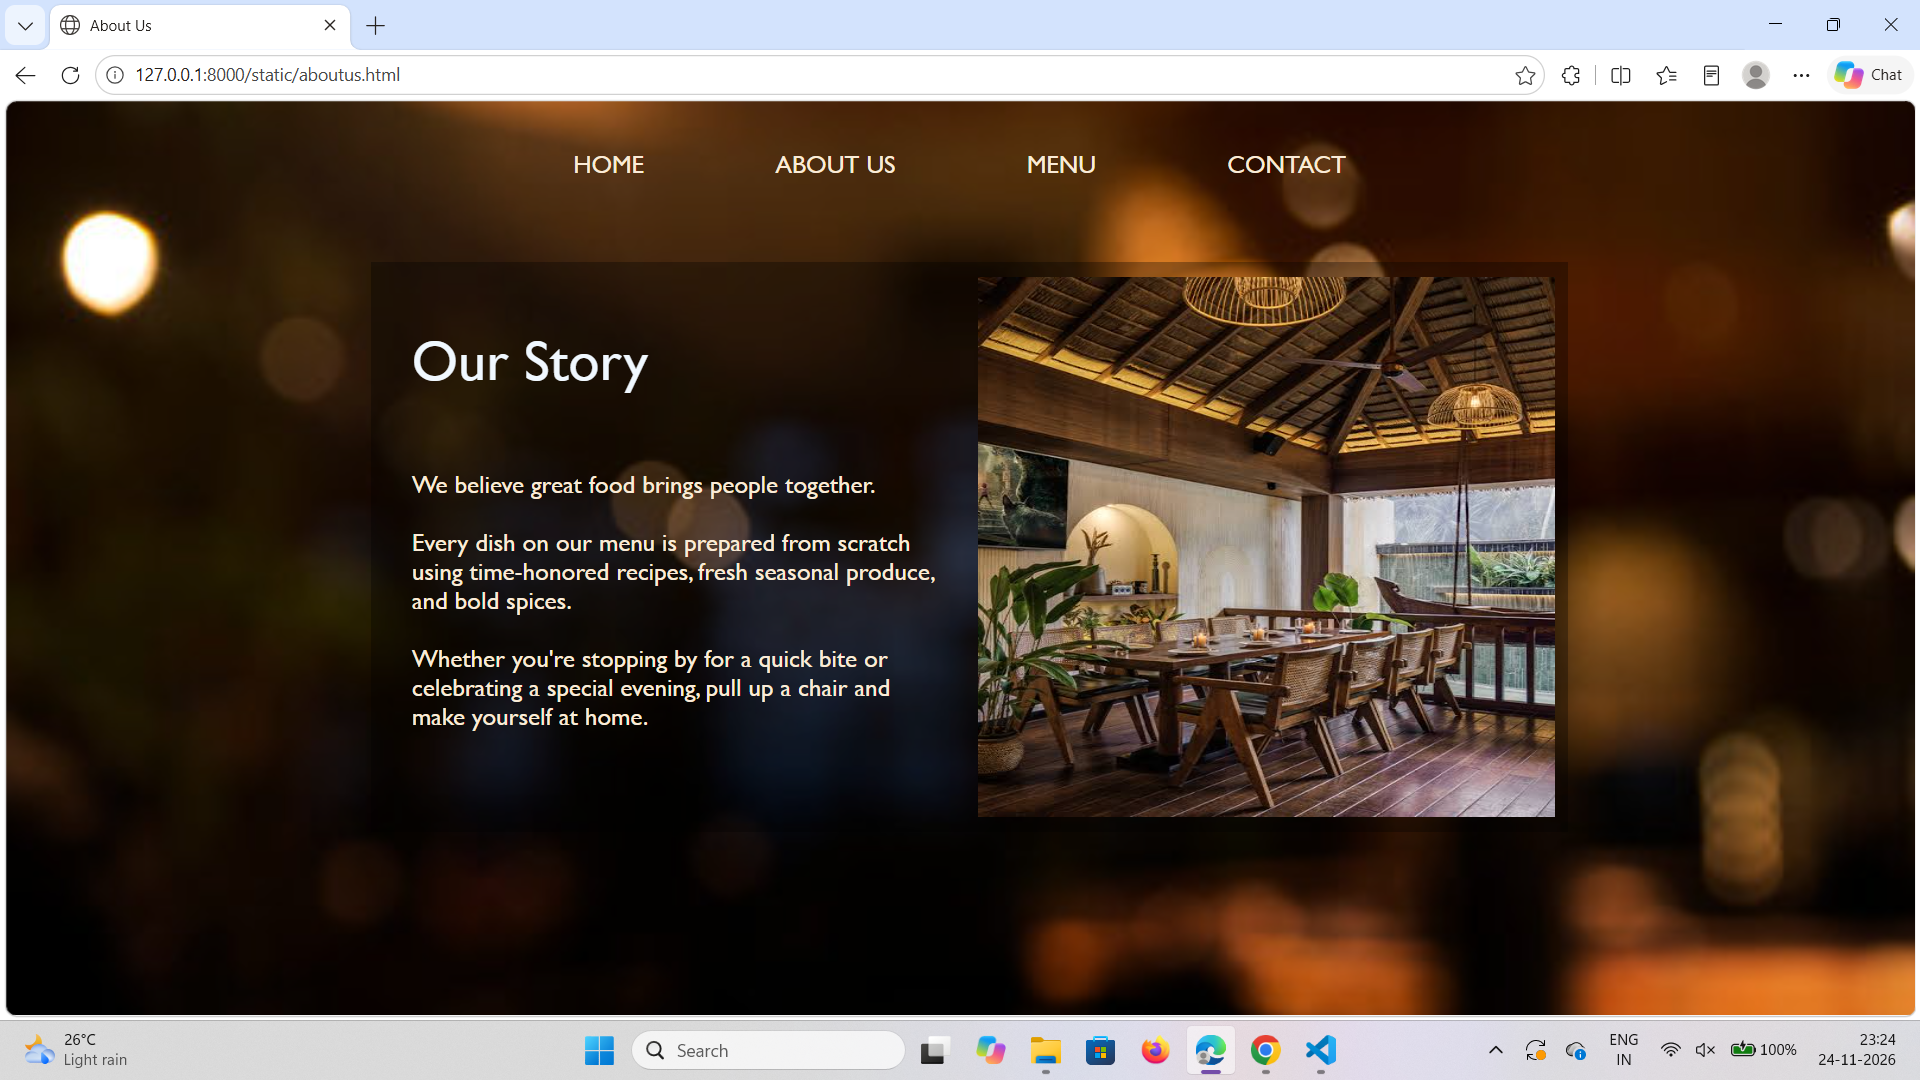 About Us
127.0.0.1:8000/static/aboutus.html
Chat
HOME ABOUT US MENU CONTACT
Our Story
We believe great food brings people together.
Every dish on our menu is prepared from scratch
using time-honored recipes, fresh seasonal produce,
and bold spices.
Whether you're stopping by for a quick bite or
celebrating a special evening, pull up a chair and
make yourself at home.
26°C
Light rain
Search
ENG
IN
100%
23:24
24-11-2026